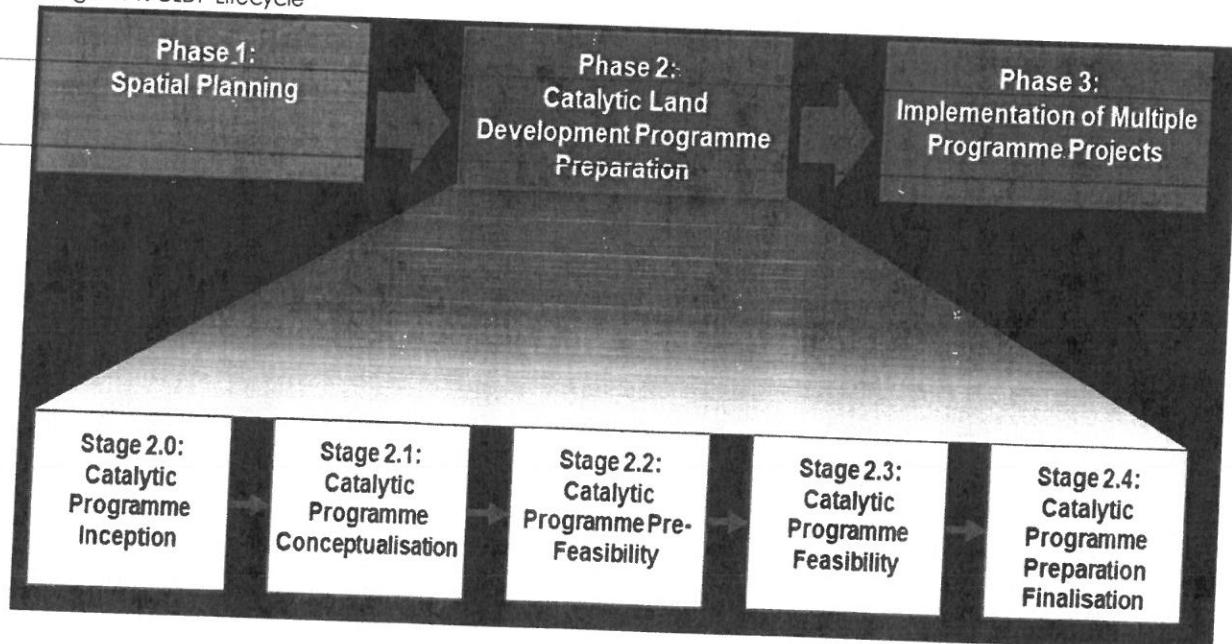 Lifecycle
Phase 1:
Spatial Planning
Phase 2:
Catalytic Land
Development Programme
Preparation
Phase 3:
Implementation of Multiple
Programme Projects
Stage 2.0:
Catalytic
Programme
Inception
Stage 2.1:
Catalytic
Programme
Conceptualisation
Stage 2.2:
Catalytic
Programme Pre-
Feasibility
Stage 2.3:
Catalytic
Programme
Feasibility
Stage 2.4:
Catalytic
Programme
Preparation
Finalisation